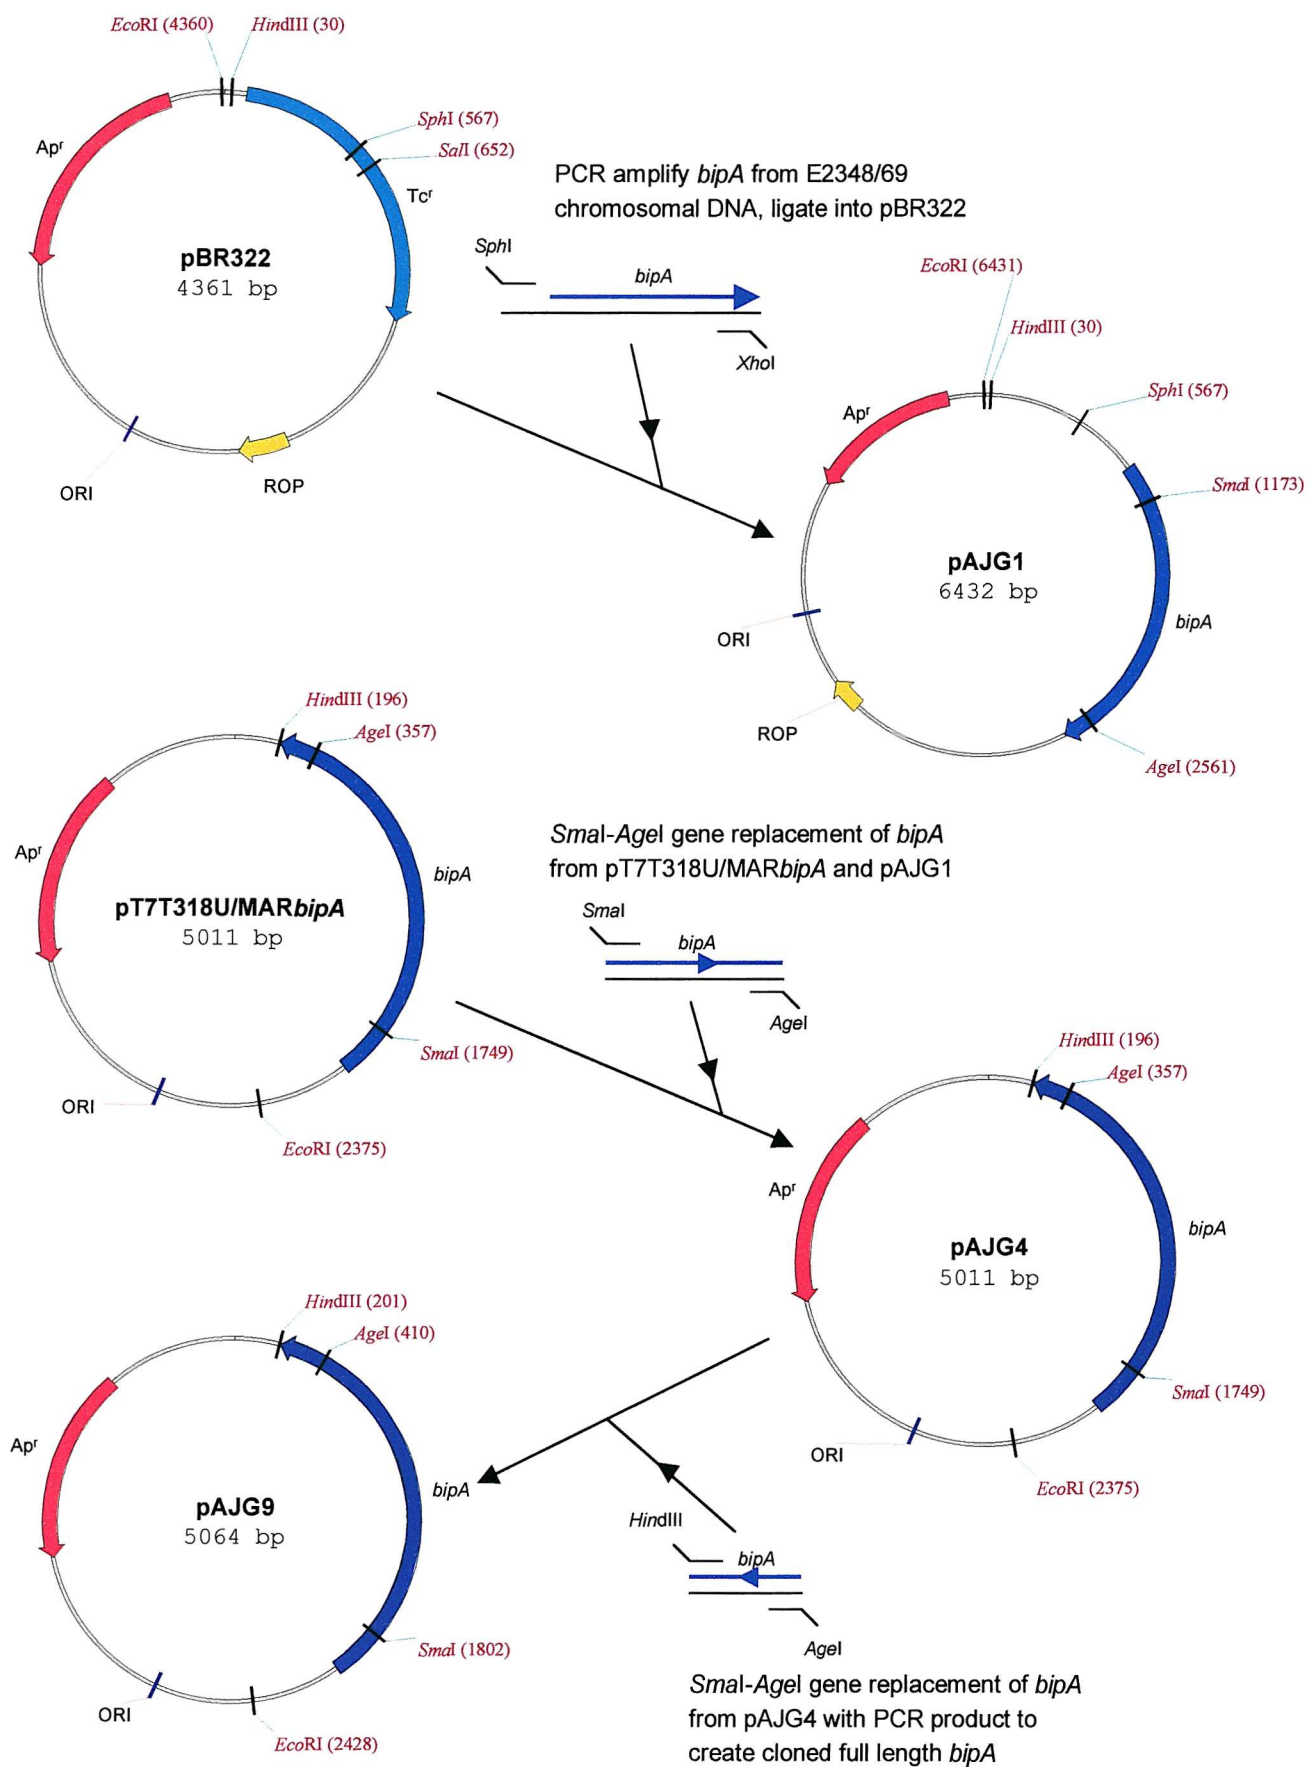 EcoRI (4360)
HindIII (30)
SphI (567)
SalI (652)
Apr
Tcr
pBR322
4361 bp
ORI
ROP
PCR amplify bipA from E2348/69
chromosomal DNA, ligate into pBR322
SphI
bipA
XhoI
EcoRI (6431)
HindIII (30)
SphI (567)
Apr
SmaI (1173)
pAJG1
6432 bp
bipA
ORI
ROP
AgeI (2561)
HindIII (196)
AgeI (357)
Apr
bipA
pT7T318U/MARbipA
5011 bp
SmaI (1749)
ORI
EcoRI (2375)
SmaI-AgeI gene replacement of bipA
from pT7T318U/MARbipA and pAJG1
SmaI
bipA
AgeI
HindIII (196)
AgeI (357)
Apr
bipA
pAJG4
5011 bp
SmaI (1749)
ORI
EcoRI (2375)
HindIII (201)
AgeI (410)
Apr
bipA
pAJG9
5064 bp
SmaI (1802)
ORI
EcoRI (2428)
HindIII
bipA
AgeI
SmaI-AgeI gene replacement of bipA
from pAJG4 with PCR product to
create cloned full length bipA